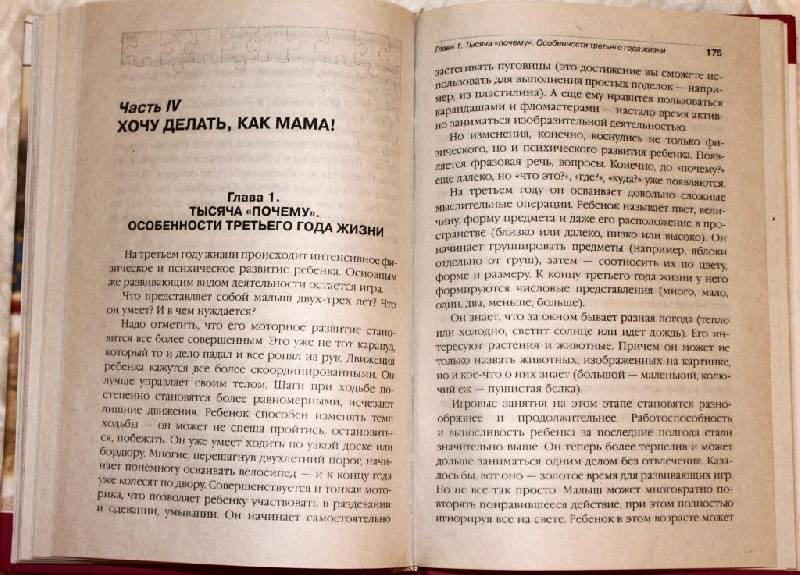 Часть IV
ХОЧУ ДЕЛАТЬ, КАК МАМА!
Глава 1.
ТЫСЯЧА «ПОЧЕМУ».
ОСОБЕННОСТИ ТРЕТЬЕГО ГОДА ЖИЗНИ
На третьем году жизни происходит интенсивное фи-
зическое и психическое развитие ребенка. Основным
же развивающим видом деятельности остается игра.
Что представляет собой малыш двух-трех лет? Что
он умеет? И в чем нуждается?
Надо отметить, что его моторное развитие стано-
вится все более совершенным. Это уже не тот карапуз,
который то и дело падал и все ронял из рук. Движения
ребенка кажутся все более скоординированными. Он
лучше управляет своим телом. Шаги при ходьбе по-
степенно становятся более равномерными, исчезают
лишние движения. Ребенок способен изменять темп
ходьбы — он может не спеша пройтись, остановить-
ся, побежать. Он уже умеет ходить по узкой доске или
бордюру. Многие, перешагнув двухлетний порог, начи-
нают понемногу осваивать велосипед — и к концу года
уже колесят по двору. Совершенствуется и тонкая мото-
рика, что позволяет ребенку участвовать в раздевании
и одевании, умывании. Он начинает самостоятельно
Глава 1. Тысяча «почему». Особенности третьего года жизни 175
застегивать пуговицы (это достижение вы сможете ис-
пользовать для выполнения простых поделок — напри-
мер, из пластилина). А еще ему нравится пользоваться
карандашами и фломастерами — настало время актив-
но заниматься изобразительной деятельностью.
Но изменения, конечно, коснулись не только фи-
зического, но и психического развития ребенка. Появ-
ляется фразовая речь, вопросы. Конечно, до «почему?»
еще далеко, но «что это?», «где?», «куда?» уже появляются.
На третьем году он осваивает довольно сложные
мыслительные операции. Ребенок называет цвет, вели-
чину, форму предмета и даже его расположение в про-
странстве (близко или далеко, низко или высоко). Он
начинает группировать предметы (например, яблоки
отдельно от груш), затем — соотносить их по цвету,
форме и размеру. К концу третьего года жизни у него
формируются числовые представления (много, мало,
один, два, меньше, больше).
Он знает, что за окном бывает разная погода (тепло
или холодно, светит солнце или идет дождь). Его ин-
тересуют растения и животные. Причем он может не
только назвать животных, изображенных на картинке,
но и кое-что о них знает (большой — маленький, колю-
чий еж — пушистая белка).
Игровые занятия на этом этапе становятся разно-
образнее и продолжительнее. Работоспособность
и выносливость ребенка за последние полгода стали
значительно выше. Он теперь более терпелив и может
дольше заниматься одним делом без отвлечения. Каза-
лось бы, вот оно — золотое время для развивающих игр.
Но не все так просто. Малыш может многократно по-
вторять понравившееся действие, при этом полностью
игнорируя все на свете. Ребенок в этом возрасте может